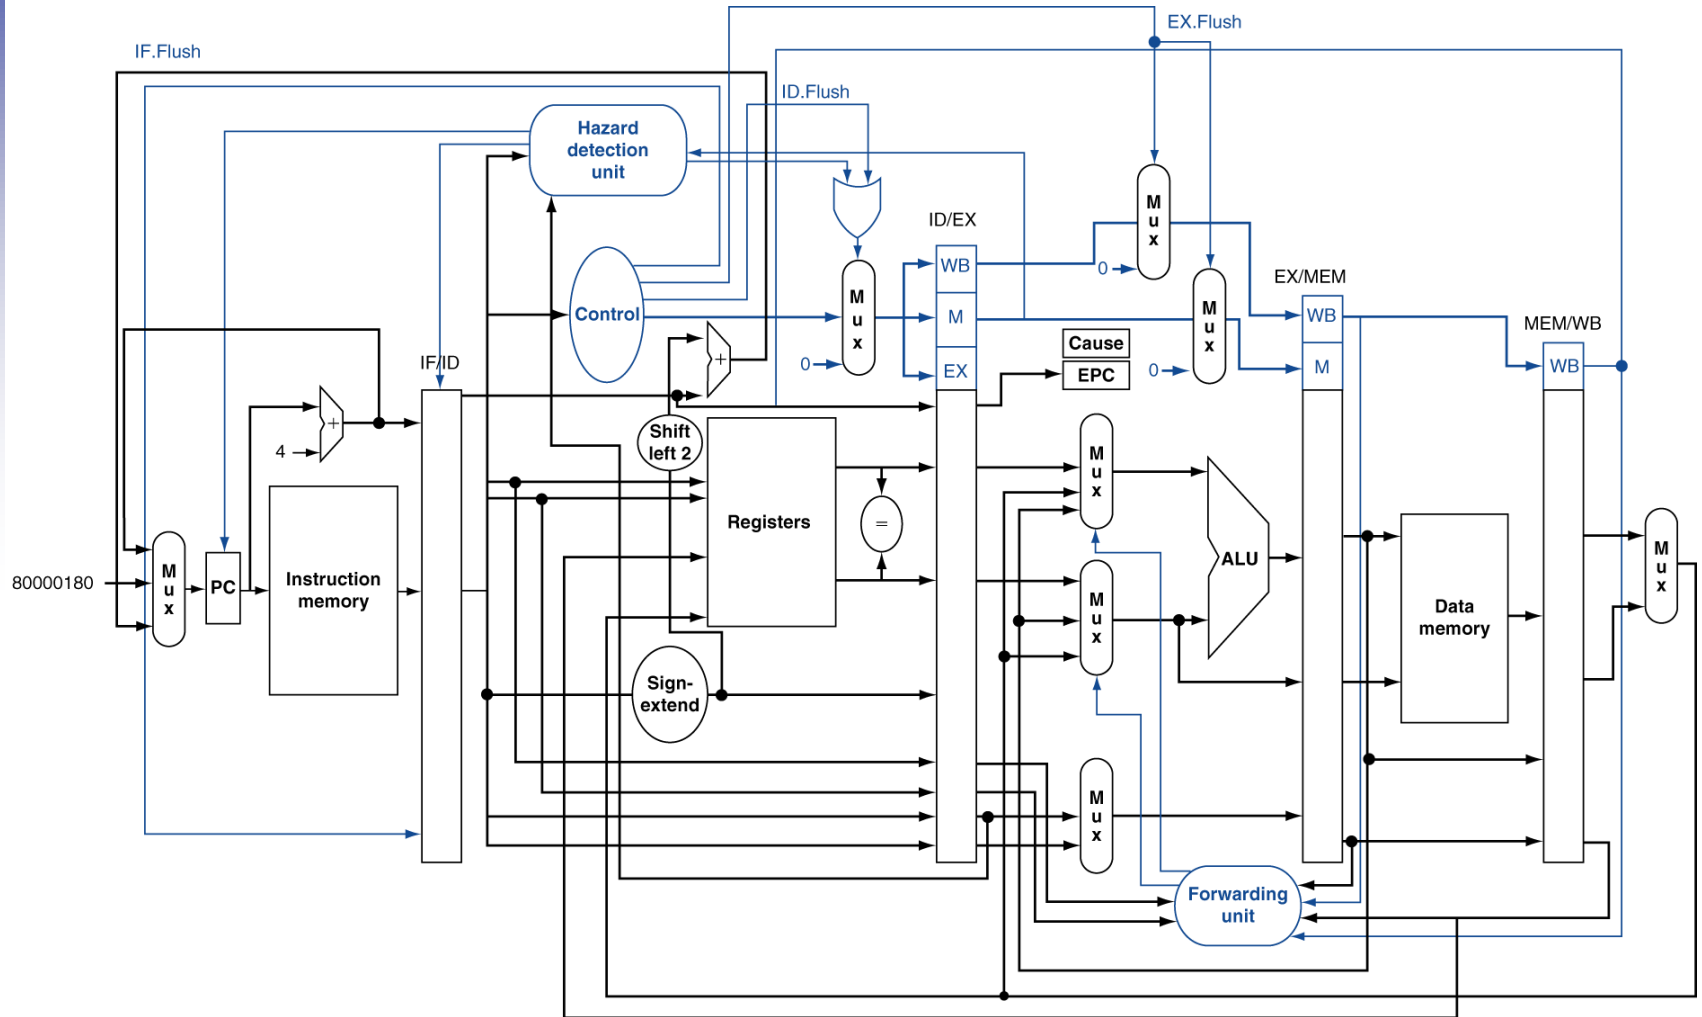 EX.Flush
IF.Flush
ID.Flush
Hazard
detection
unit
M
u
x
ID/EX
0
WB
EX/MEM
M
u
x
Control
M
u
x
M
WB
MEM/WB
Cause
IF/ID
+
0
EX
EPC
0
M
WB
+
4
Shift
left 2
M
u
x
Registers
=
80000180
M
u
x
PC
Instruction
memory
ALU
M
u
x
M
u
x
Data
memory
Sign-
extend
M
u
x
Forwarding
unit